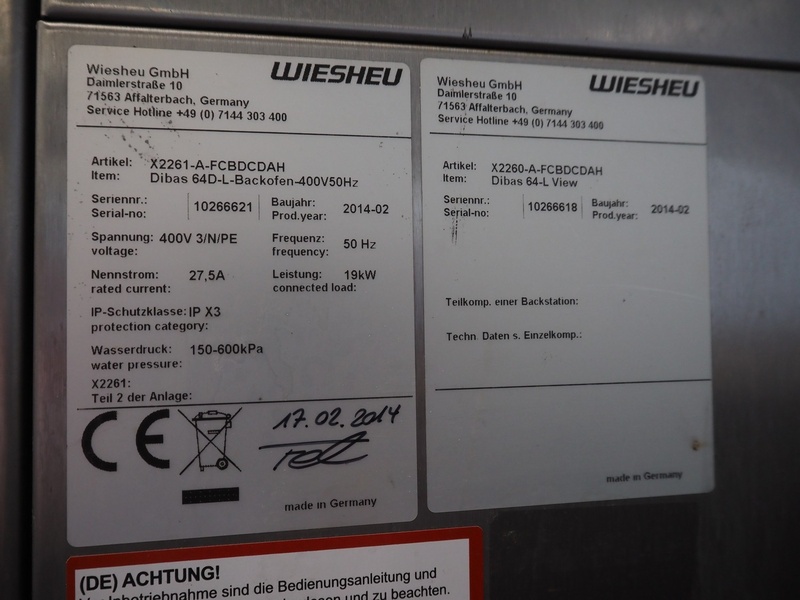 Wiesheu GmbH
Daimlerstraße 10
71563 Affalterbach, Germany
Service Hotline +49 (0) 7144 303 400
WIESHEU
Artikel: X2261-A-FCBDCDAH
Item: Dibas 64D-L-Backofen-400V50Hz
Seriennr.: Serial-no: 10266621 Baujahr: Prod.year: 2014-02
Spannung: 400V 3/N/PE Frequenz: 50 Hz
voltage: frequency:
Nennstrom: 27,5A Leistung: 19kW
rated current: connected load:
IP-Schutzklasse: IP X3
protection category:
Wasserdruck: 150-600kPa
water pressure:
X2261:
Teil 2 der Anlage:
CE
17.02.2014
made in Germany
Wiesheu GmbH
Daimlerstraße 10
71563 Affalterbach, Germany
Service Hotline +49 (0) 7144 303 400
WIESHEU
Artikel: X2260-A-FCBDCDAH
Item: Dibas 64-L View
Seriennr.: Serial-no: 10266618 Baujahr: Prod.year: 2014-02
Teilkomp. einer Backstation:
Techn. Daten s. Einzelkomp.:
made in Germany
(DE) ACHTUNG!
Vor Inbetriebnahme sind die Bedienungsanleitung und
lesen und zu beachten.